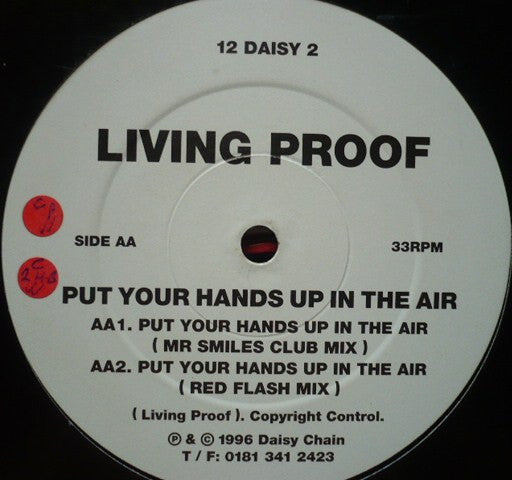 12 DAISY 2
LIVING PROOF
SIDE AA
33RPM
PUT YOUR HANDS UP IN THE AIR
AA1. PUT YOUR HANDS UP IN THE AIR
( MR SMILES CLUB MIX )
AA2. PUT YOUR HANDS UP IN THE AIR
( RED FLASH MIX )
( Living Proof ). Copyright Control.
℗ & © 1996 Daisy Chain
T / F: 0181 341 2423